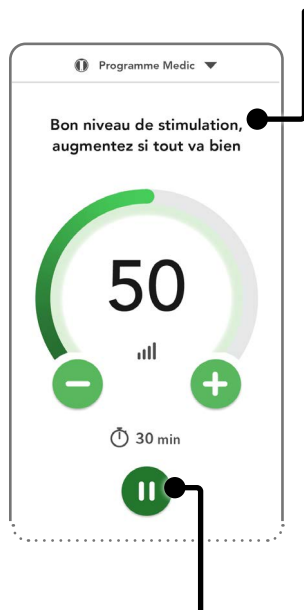 Programme Medic
Bon niveau de stimulation,
augmentez si tout va bien
50
30 min